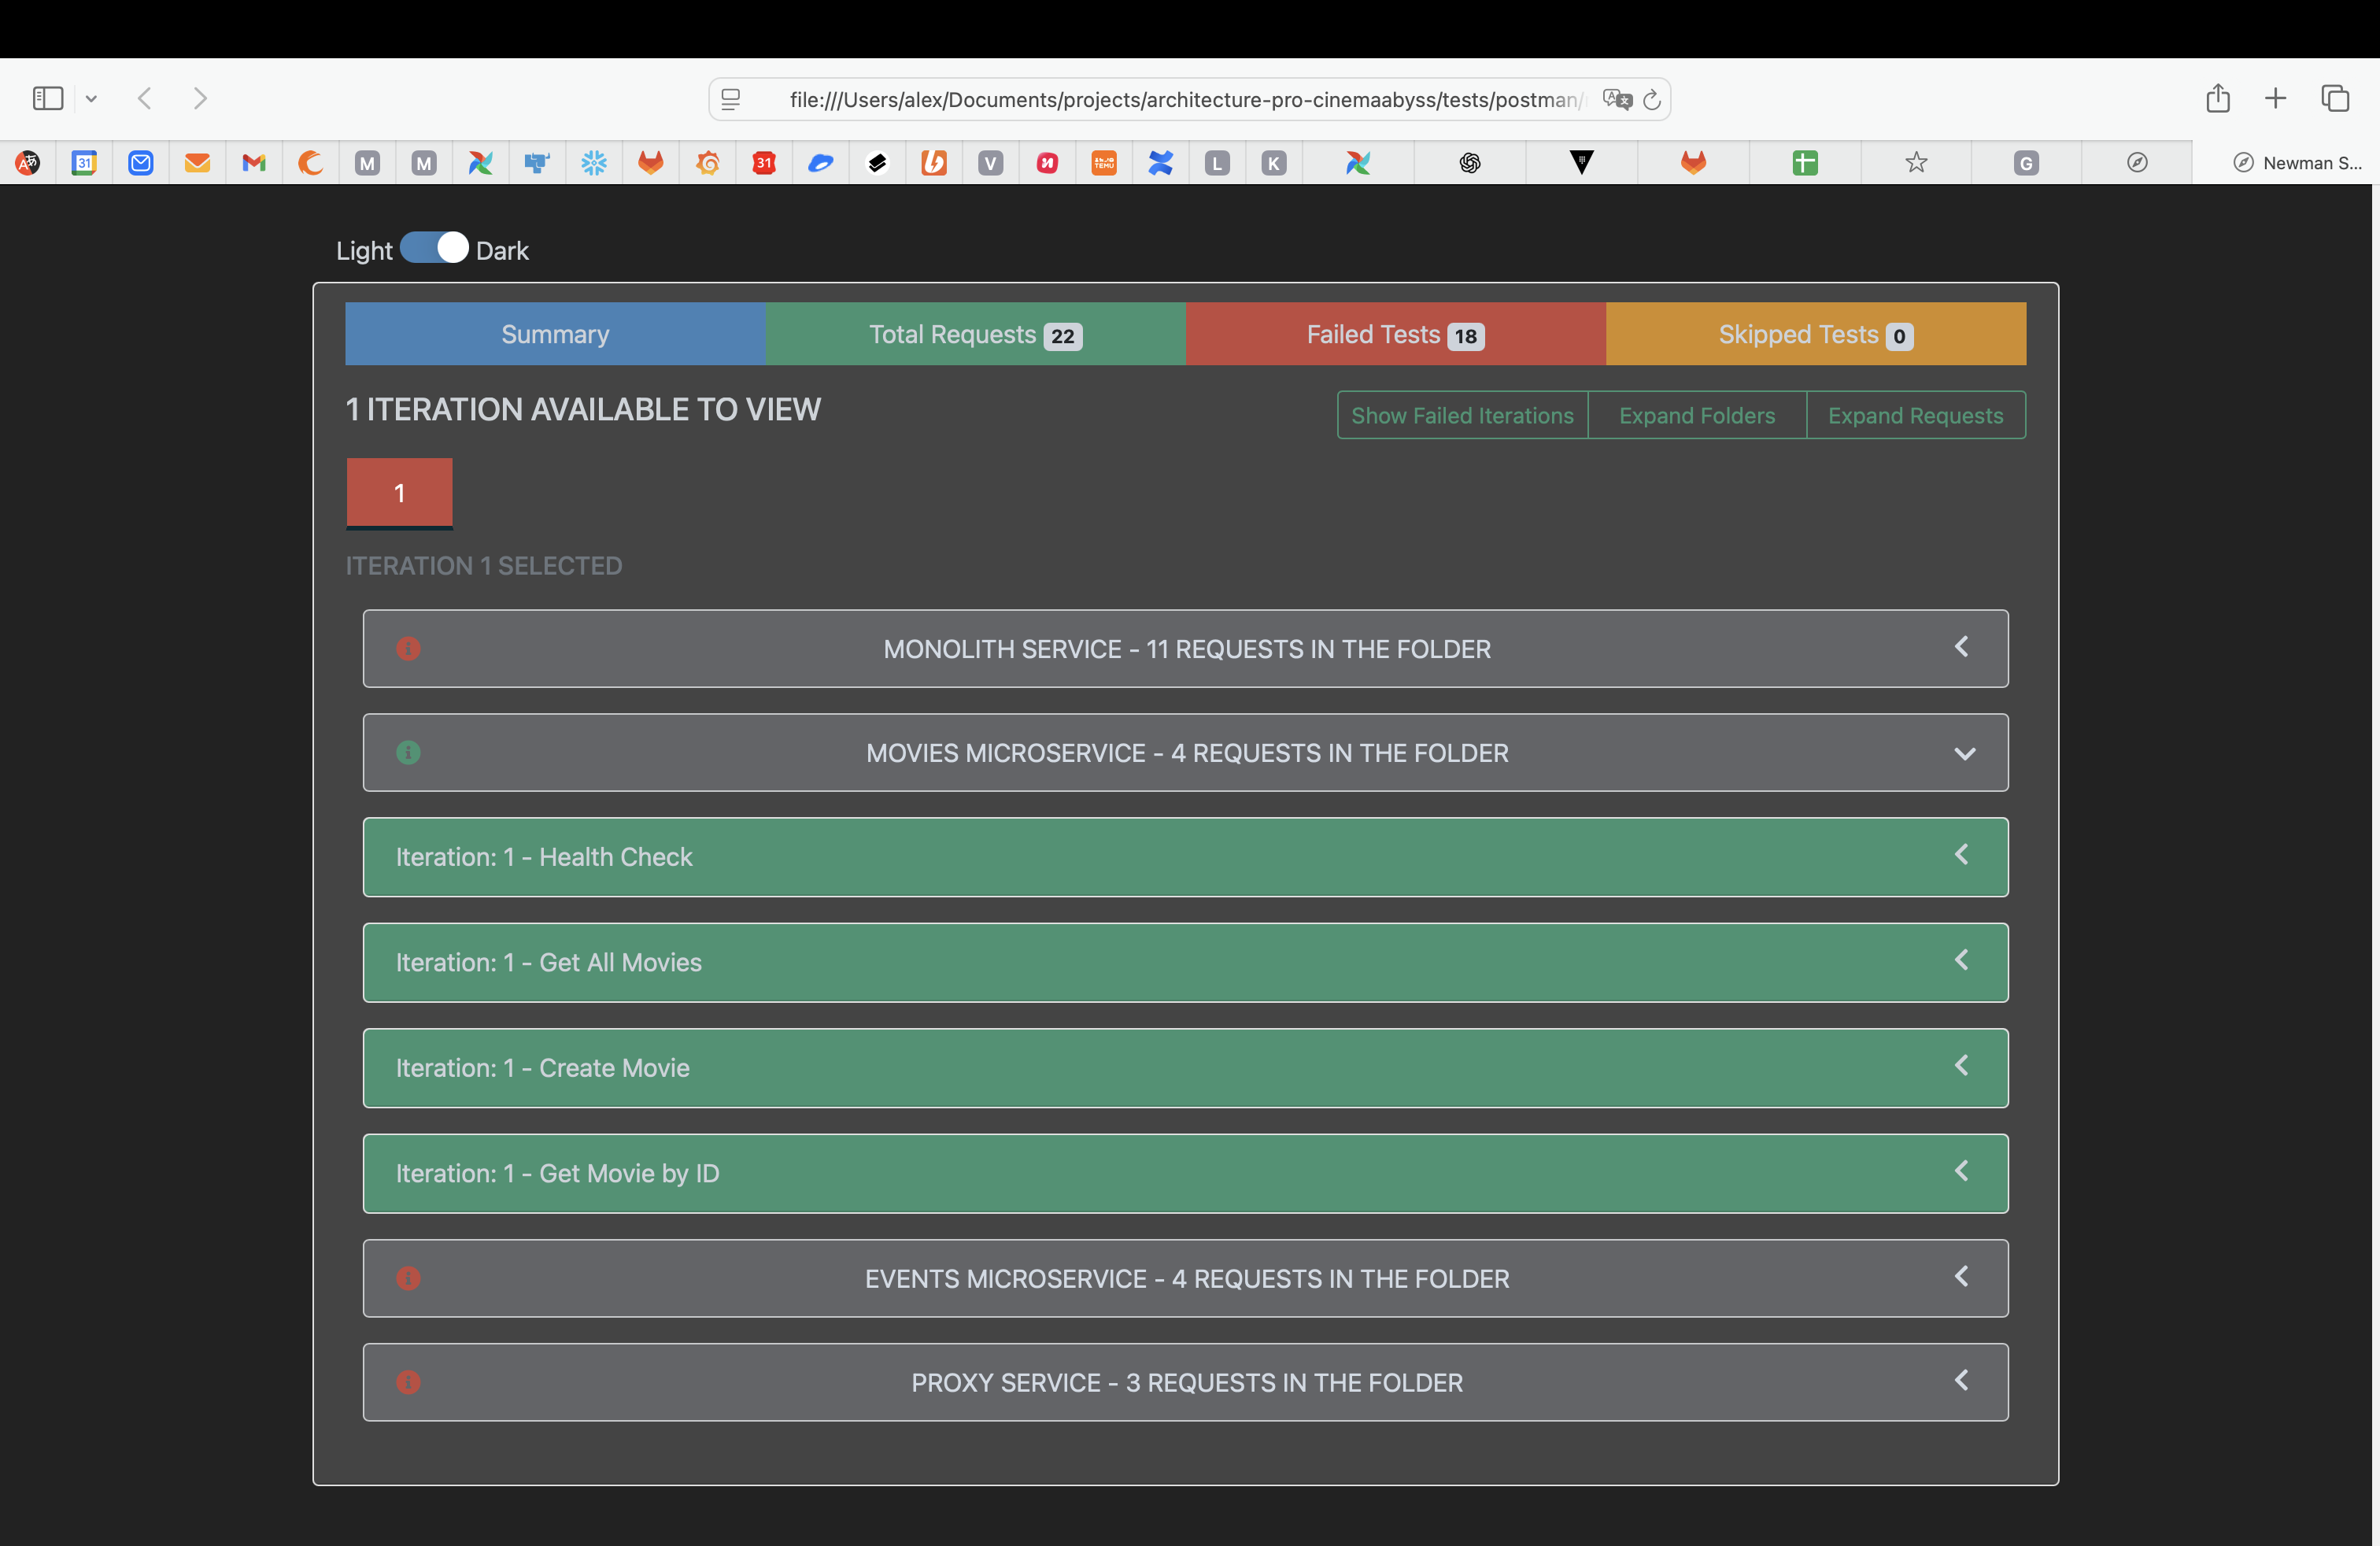 file:///Users/alex/Documents/projects/architecture-pro-cinemaabyss/tests/postman/
31
M
M
31
V
TEMU
L
K
G
Newman S...
Light Dark
Summary
Total Requests 22
Failed Tests 18
Skipped Tests 0
1 ITERATION AVAILABLE TO VIEW
Show Failed Iterations
Expand Folders
Expand Requests
1
ITERATION 1 SELECTED
MONOLITH SERVICE - 11 REQUESTS IN THE FOLDER
MOVIES MICROSERVICE - 4 REQUESTS IN THE FOLDER
Iteration: 1 - Health Check
Iteration: 1 - Get All Movies
Iteration: 1 - Create Movie
Iteration: 1 - Get Movie by ID
EVENTS MICROSERVICE - 4 REQUESTS IN THE FOLDER
PROXY SERVICE - 3 REQUESTS IN THE FOLDER